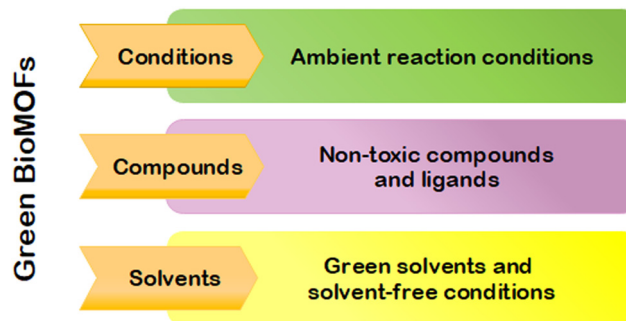 Green BioMOFs
Conditions
Ambient reaction conditions
Compounds
Non-toxic compounds
and ligands
Solvents
Green solvents and
solvent-free conditions